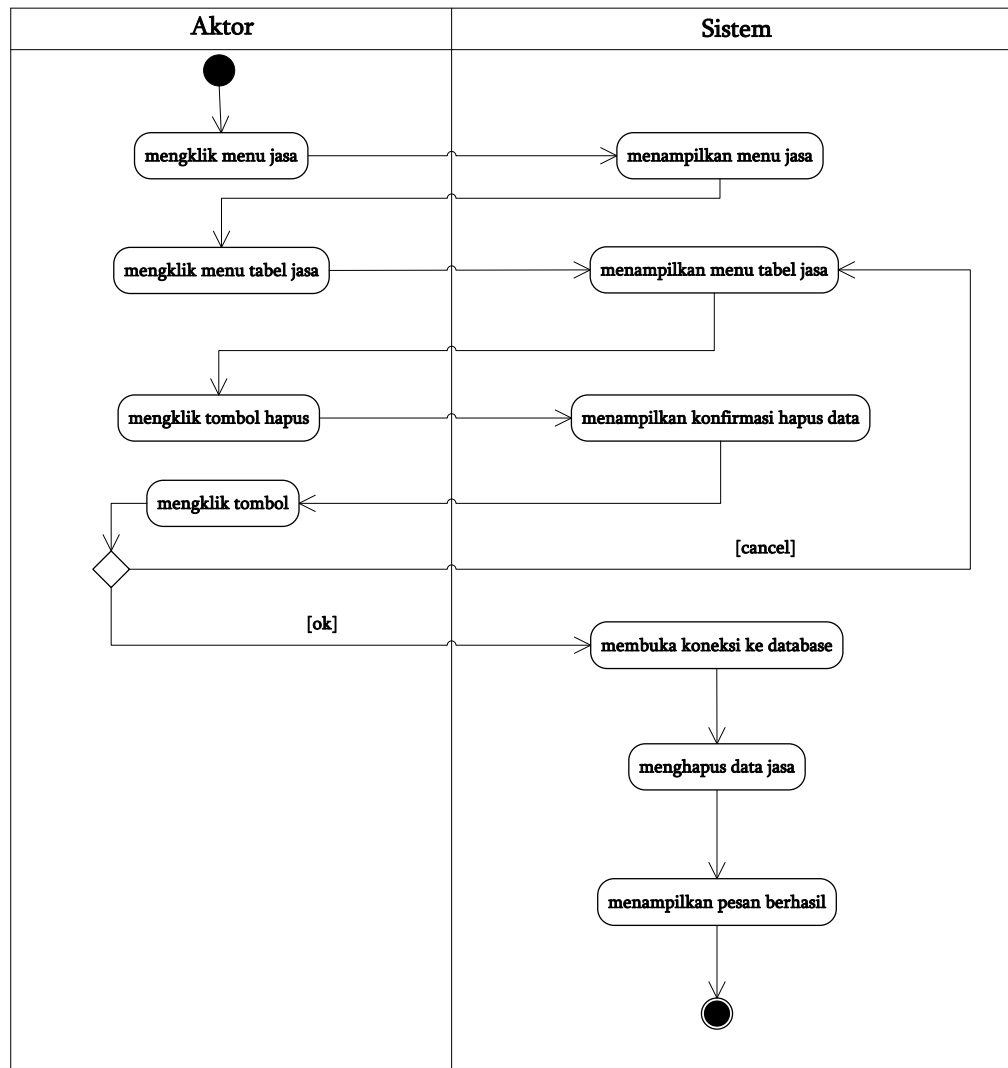 Aktor
Sistem
mengklik menu jasa
menampilkan menu jasa
mengklik menu tabel jasa
menampilkan menu tabel jasa
mengklik tombol hapus
menampilkan konfirmasi hapus data
mengklik tombol
[cancel]
[ok]
membuka koneksi ke database
menghapus data jasa
menampilkan pesan berhasil